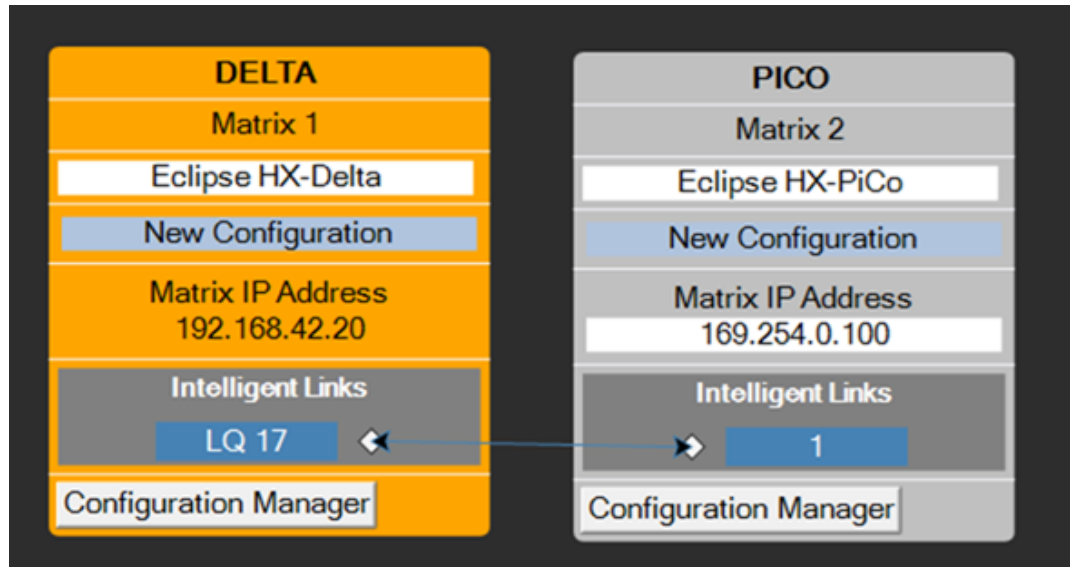 DELTA
Matrix 1
Eclipse HX-Delta
New Configuration
Matrix IP Address
192.168.42.20
Intelligent Links
LQ 17
Configuration Manager
PICO
Matrix 2
Eclipse HX-PiCo
New Configuration
Matrix IP Address
169.254.0.100
Intelligent Links
1
Configuration Manager